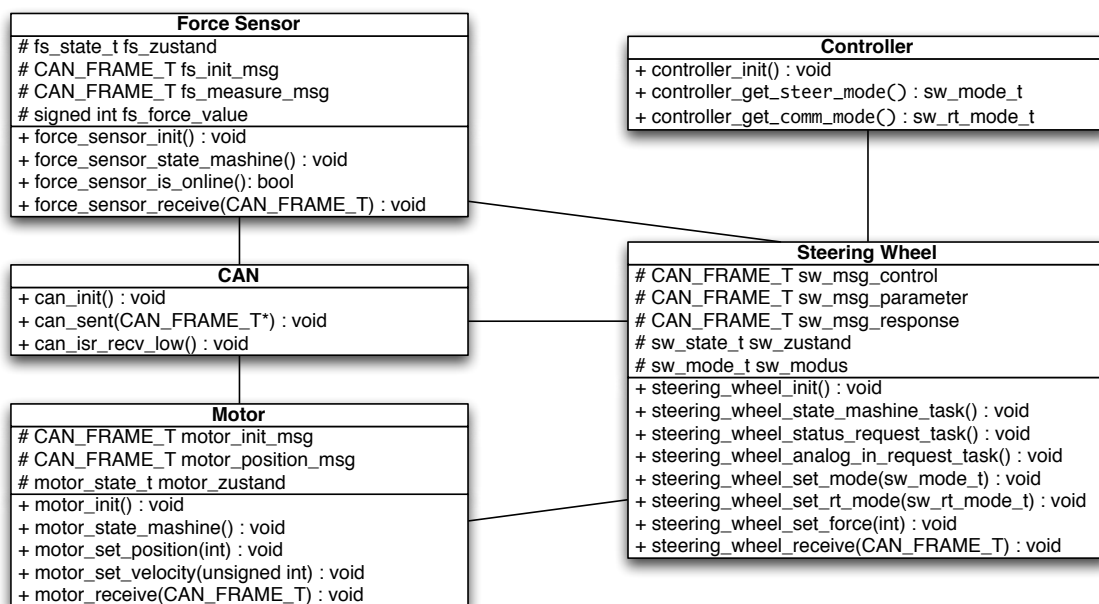 Force Sensor
# fs_state_t fs_zustand
# CAN_FRAME_T fs_init_msg
# CAN_FRAME_T fs_measure_msg
# signed int fs_force_value
+ force_sensor_init() : void
+ force_sensor_state_mashine() : void
+ force_sensor_is_online(): bool
+ force_sensor_receive(CAN_FRAME_T) : void
Controller
+ controller_init() : void
+ controller_get_steer_mode() : sw_mode_t
+ controller_get_comm_mode() : sw_rt_mode_t
CAN
+ can_init() : void
+ can_sent(CAN_FRAME_T*) : void
+ can_isr_recv_low() : void
Steering Wheel
# CAN_FRAME_T sw_msg_control
# CAN_FRAME_T sw_msg_parameter
# CAN_FRAME_T sw_msg_response
# sw_state_t sw_zustand
# sw_mode_t sw_modus
+ steering_wheel_init() : void
+ steering_wheel_state_mashine_task() : void
+ steering_wheel_status_request_task() : void
+ steering_wheel_analog_in_request_task() : void
+ steering_wheel_set_mode(sw_mode_t) : void
+ steering_wheel_set_rt_mode(sw_rt_mode_t) : void
+ steering_wheel_set_force(int) : void
+ steering_wheel_receive(CAN_FRAME_T) : void
Motor
# CAN_FRAME_T motor_init_msg
# CAN_FRAME_T motor_position_msg
# motor_state_t motor_zustand
+ motor_init() : void
+ motor_state_mashine() : void
+ motor_set_position(int) : void
+ motor_set_velocity(unsigned int) : void
+ motor_receive(CAN_FRAME_T) : void